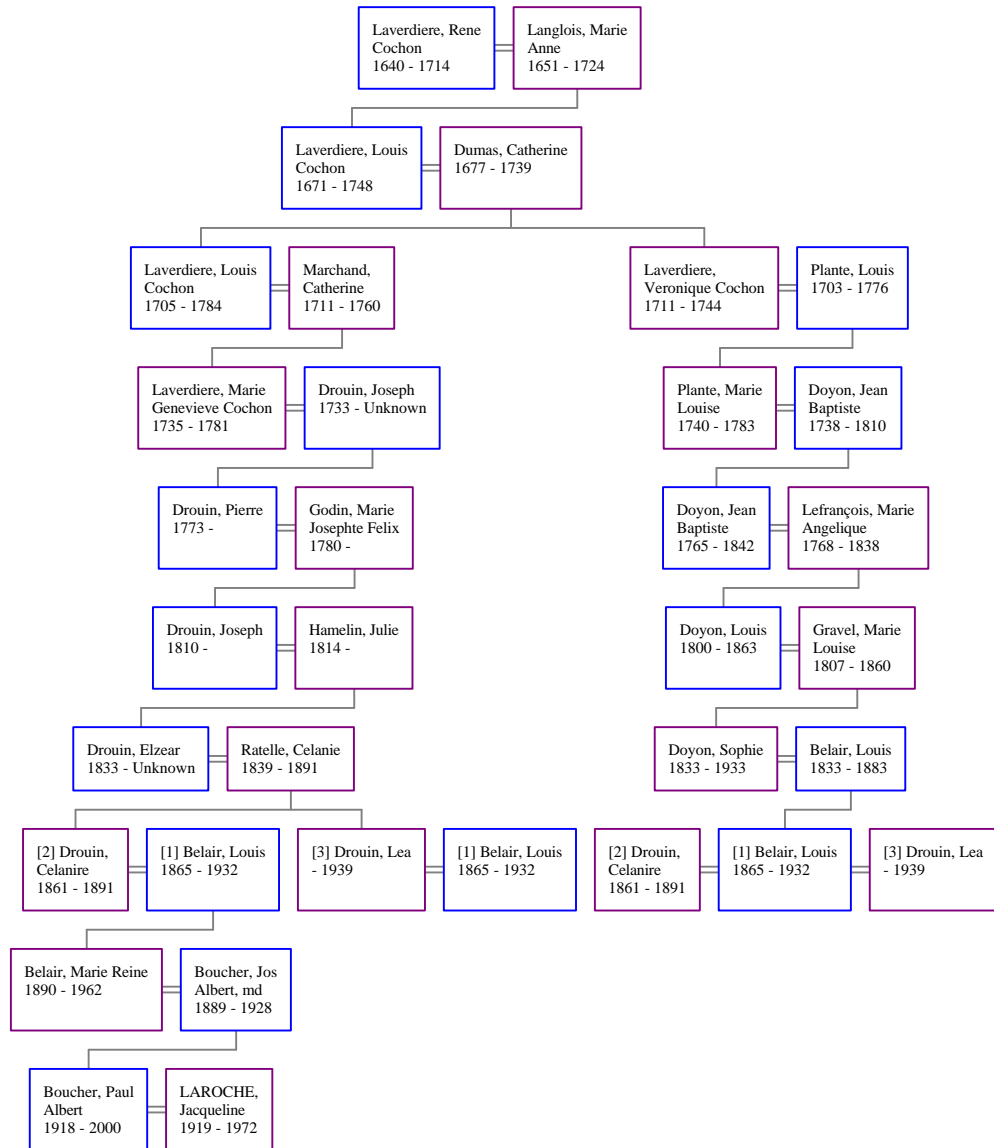 Laverdiere, Rene
Cochon
1640 - 1714
Langlois, Marie
Anne
1651 - 1724
Laverdiere, Louis
Cochon
1671 - 1748
Dumas, Catherine
1677 - 1739
Laverdiere, Louis
Cochon
1705 - 1784
Marchand,
Catherine
1711 - 1760
Laverdiere,
Veronique Cochon
1711 - 1744
Plante, Louis
1703 - 1776
Laverdiere, Marie
Genevieve Cochon
1735 - 1781
Drouin, Joseph
1733 - Unknown
Plante, Marie
Louise
1740 - 1783
Doyon, Jean
Baptiste
1738 - 1810
Drouin, Pierre
1773 -
Godin, Marie
Josephte Felix
1780 -
Doyon, Jean
Baptiste
1765 - 1842
Lefrançois, Marie
Angelique
1768 - 1838
Drouin, Joseph
1810 -
Hamelin, Julie
1814 -
Doyon, Louis
1800 - 1863
Gravel, Marie
Louise
1807 - 1860
Drouin, Elzear
1833 - Unknown
Ratelle, Celanie
1839 - 1891
Doyon, Sophie
1833 - 1933
Belair, Louis
1833 - 1883
[2] Drouin,
Celanire
1861 - 1891
[1] Belair, Louis
1865 - 1932
[3] Drouin, Lea
- 1939
[1] Belair, Louis
1865 - 1932
[2] Drouin,
Celanire
1861 - 1891
[1] Belair, Louis
1865 - 1932
[3] Drouin, Lea
- 1939
Belair, Marie Reine
1890 - 1962
Boucher, Jos
Albert, md
1889 - 1928
Boucher, Paul
Albert
1918 - 2000
LAROCHE,
Jacqueline
1919 - 1972